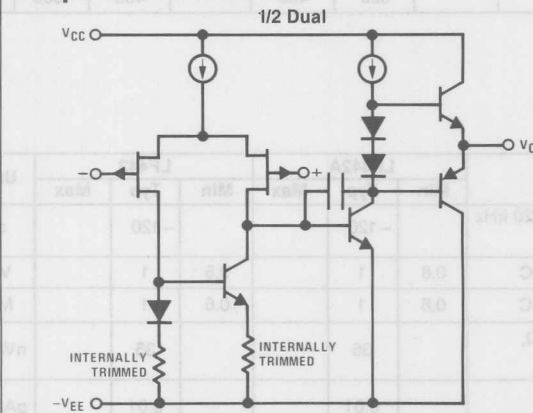 1/2 Dual
VCC
−
+
VO
INTERNALLY
TRIMMED
INTERNALLY
TRIMMED
−VEE